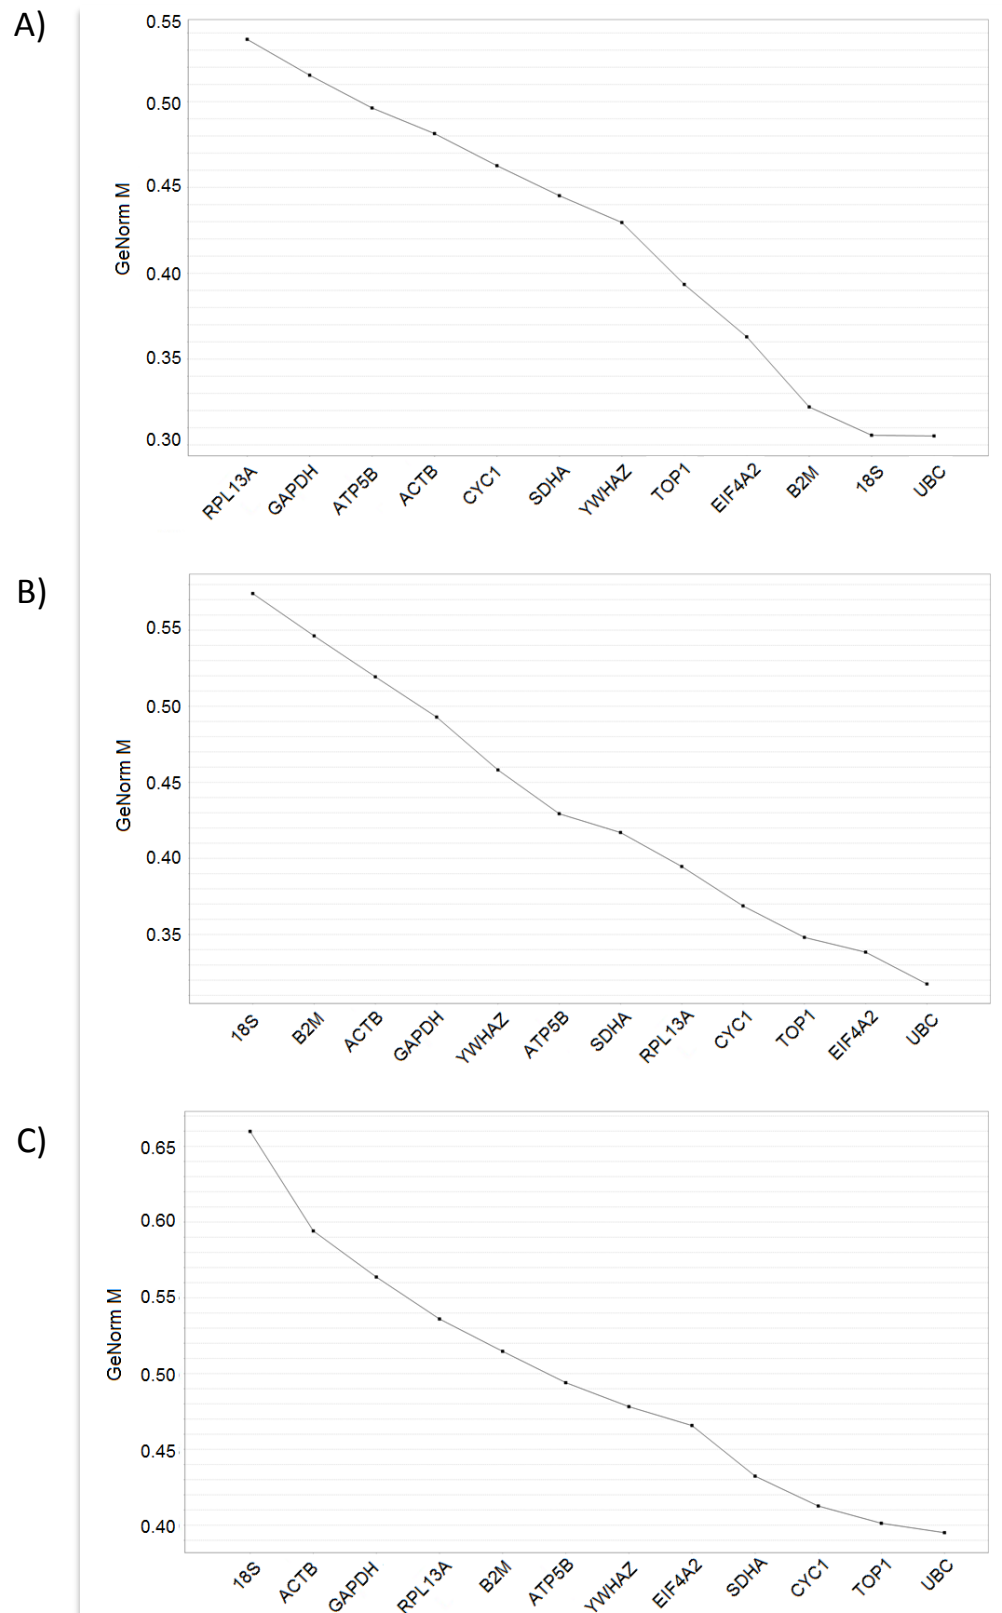 A)
GeNorm M
0.55
0.50
0.45
0.40
0.35
0.30
RPL13A GAPDH ATP5B ACTB CYC1 SDHA YWHAZ TOP1 EIF4A2 B2M 18S UBC
B)
GeNorm M
0.55
0.50
0.45
0.40
0.35
18S B2M ACTB GAPDH YWHAZ ATP5B SDHA RPL13A CYC1 TOP1 EIF4A2 UBC
C)
GeNorm M
0.65
0.60
0.55
0.50
0.45
0.40
18S ACTB GAPDH RPL13A B2M ATP5B YWHAZ EIF4A2 SDHA CYC1 TOP1 UBC